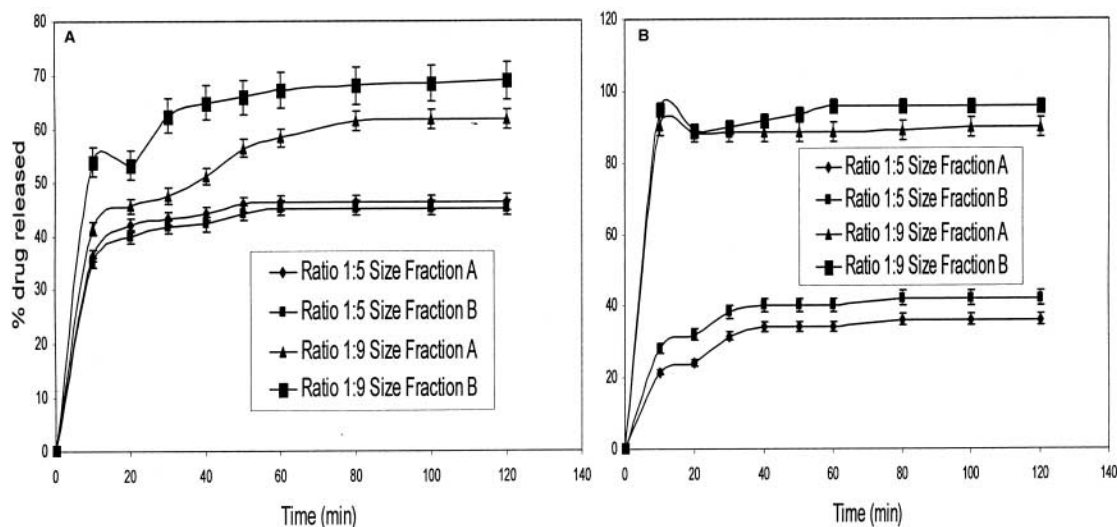 A
80
70
60
50
40
30
20
10
0
% drug released
Ratio 1:5 Size Fraction A
Ratio 1:5 Size Fraction B
Ratio 1:9 Size Fraction A
Ratio 1:9 Size Fraction B
0 20 40 60 80 100 120 140
Time (min)
B
120
100
80
60
40
20
0
Ratio 1:5 Size Fraction A
Ratio 1:5 Size Fraction B
Ratio 1:9 Size Fraction A
Ratio 1:9 Size Fraction B
0 20 40 60 80 100 120 140
Time (min)